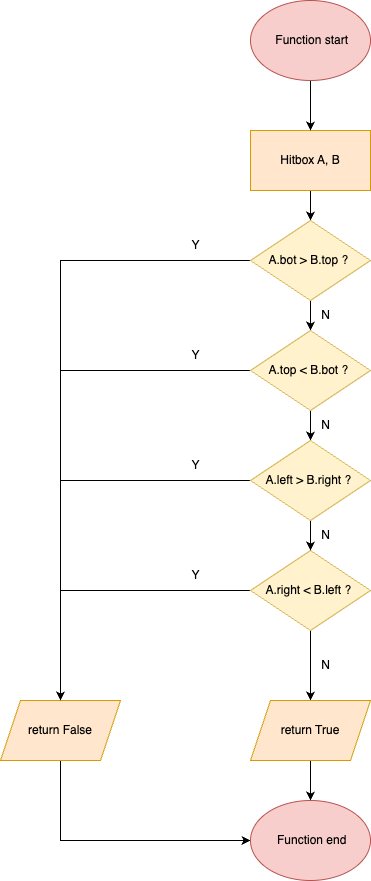 Function start
Hitbox A, B
Y
A.bot > B.top ?
N
Y
A.top < B.bot ?
N
Y
A.left > B.right ?
N
Y
A.right < B.left ?
N
return False
return True
Function end